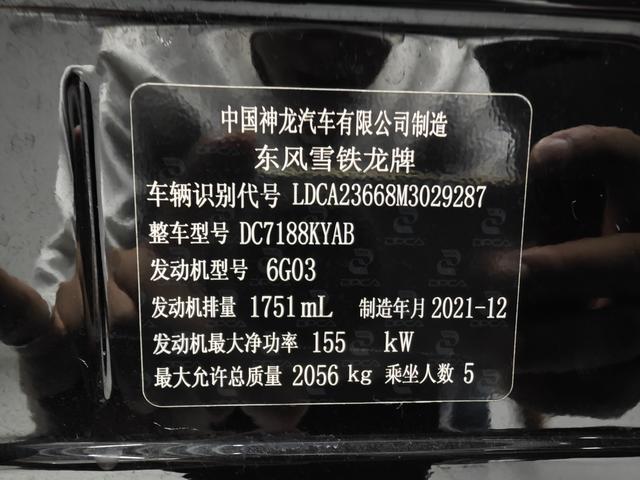 中国神龙汽车有限公司制造
东风雪铁龙牌
车辆识别代号 LDCA23668M3029287
整车型号 DC7188KYAB
发动机型号 6G03
发动机排量 1751mL 制造年月 2021-12
发动机最大净功率 155 kW
最大允许总质量 2056 kg 乘坐人数 5